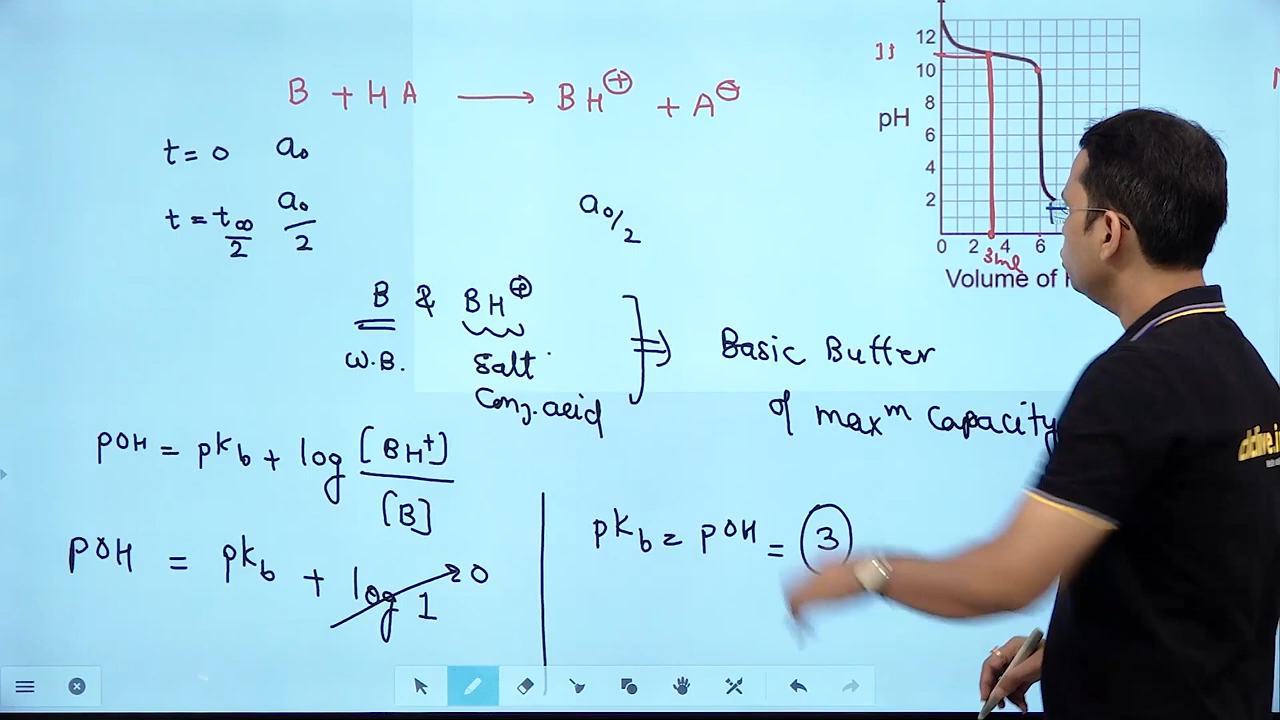 B + HA ⟶ BH⊕ + A⊖
t = 0 a₀
t = t∞/2 a₀/2 a₀/2
B & BH⊕
W.B. Salt
Conj. acid
⇒ Basic Buffer
of maxᵐ Capacity
pOH = pKb + log [BH⁺]/[B]
pOH = pKb + log 1 → 0
pKb = pOH = 3
11
12
10
8
6
4
2
pH
0 2 4 6
3ml
Volume of